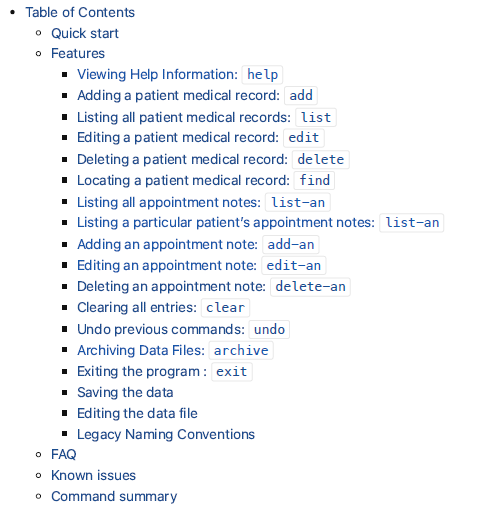 Table of Contents
Quick start
Features
Viewing Help Information: help
Adding a patient medical record: add
Listing all patient medical records: list
Editing a patient medical record: edit
Deleting a patient medical record: delete
Locating a patient medical record: find
Listing all appointment notes: list-an
Listing a particular patient’s appointment notes: list-an
Adding an appointment note: add-an
Editing an appointment note: edit-an
Deleting an appointment note: delete-an
Clearing all entries: clear
Undo previous commands: undo
Archiving Data Files: archive
Exiting the program : exit
Saving the data
Editing the data file
Legacy Naming Conventions
FAQ
Known issues
Command summary